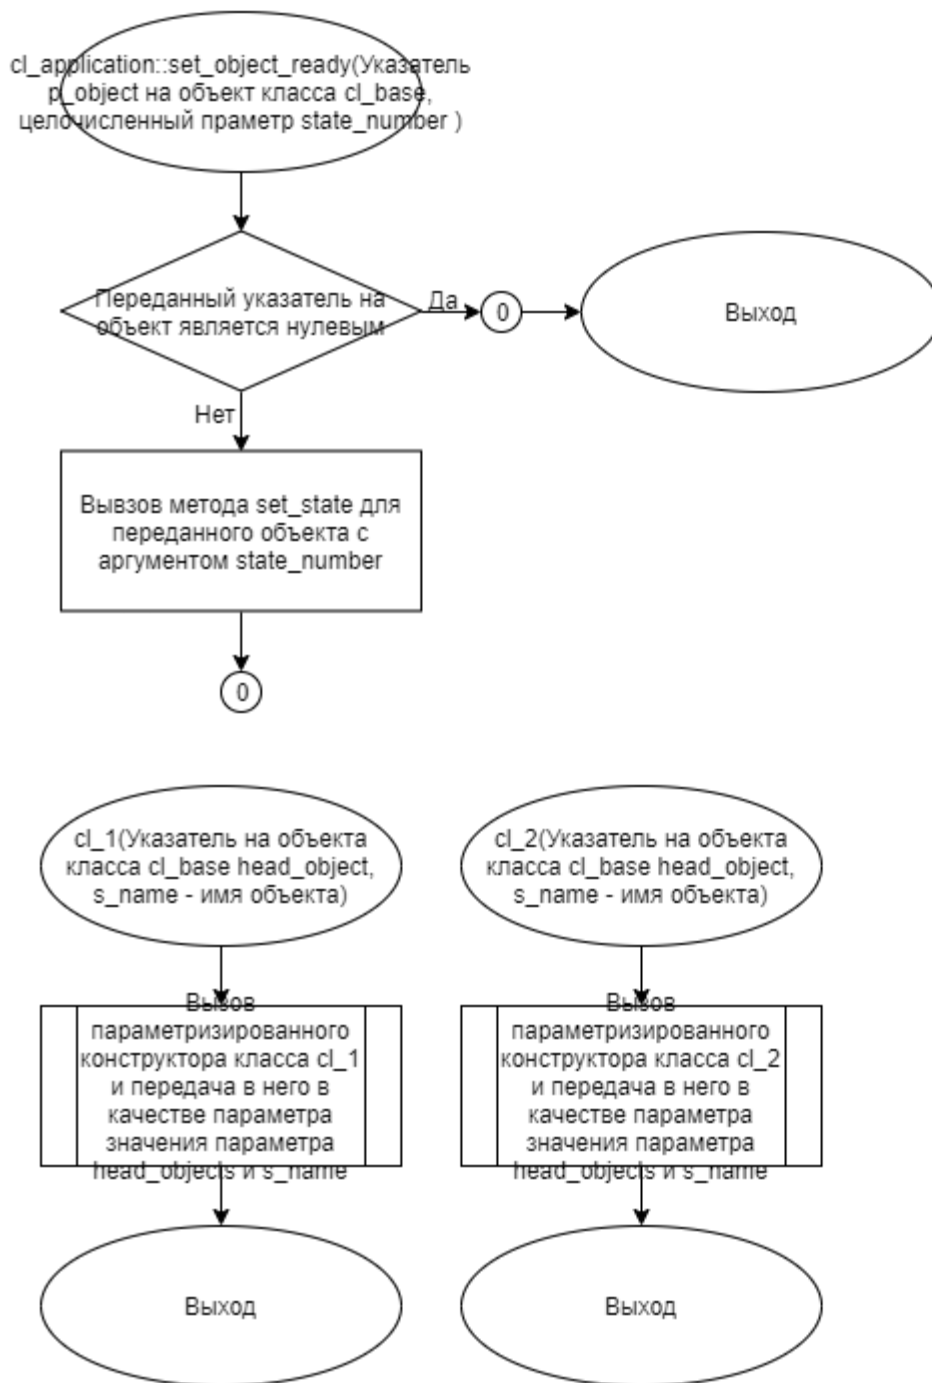 cl_application::set_object_ready(Указатель
p_object на объект класса cl_base,
целочисленный праметр state_number )
Переданный указатель на
объект является нулевым
Да
0
Выход
Нет
Вывзов метода set_state для
переданного объекта с
аргументом state_number
0
cl_1(Указатель на объекта
класса cl_base head_object,
s_name - имя объекта)
cl_2(Указатель на объекта
класса cl_base head_object,
s_name - имя объекта)
Вызов
параметризированного
конструктора класса cl_1
и передача в него в
качестве параметра
значения параметра
head_objects и s_name
Вызов
параметризированного
конструктора класса cl_2
и передача в него в
качестве параметра
значения параметра
head_objects и s_name
Выход
Выход